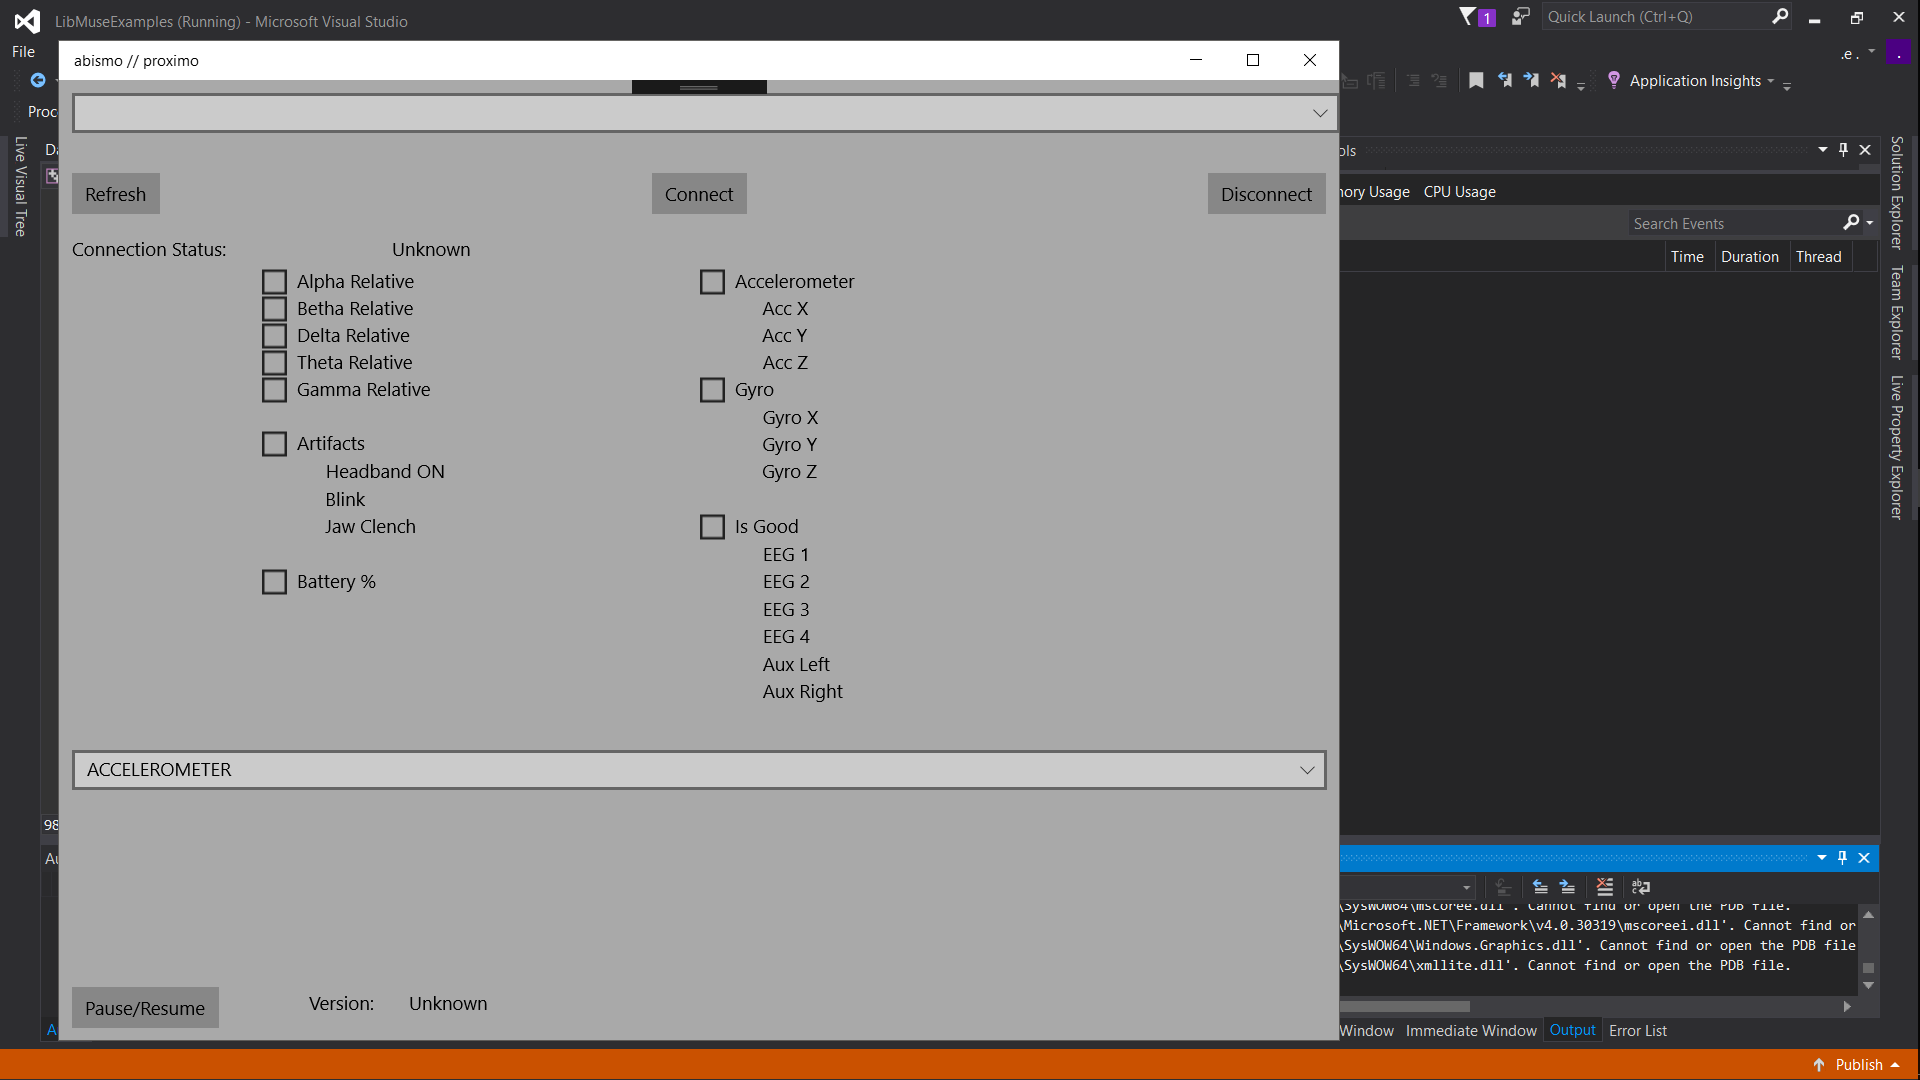 LibMuseExamples (Running) - Microsoft Visual Studio
1
Quick Launch (Ctrl+Q)
File
.e .
.
abismo // proximo
Application Insights
Live Visual Tree
Refresh
Connect
Disconnect
Memory Usage CPU Usage
Search Events
Connection Status: Unknown
Time Duration Thread
Alpha Relative
Betha Relative
Delta Relative
Theta Relative
Gamma Relative
Artifacts
Headband ON
Blink
Jaw Clench
Battery %
Accelerometer
Acc X
Acc Y
Acc Z
Gyro
Gyro X
Gyro Y
Gyro Z
Is Good
EEG 1
EEG 2
EEG 3
EEG 4
Aux Left
Aux Right
Solution Explorer
Team Explorer
Live Property Explorer
ACCELEROMETER
98
\SysWOW64\mscoree.dll'. Cannot find or open the PDB file.
\Microsoft.NET\Framework\v4.0.30319\mscoreei.dll'. Cannot find or
\SysWOW64\Windows.Graphics.dll'. Cannot find or open the PDB file
\SysWOW64\xmllite.dll'. Cannot find or open the PDB file.
Pause/Resume
Version: Unknown
Window Immediate Window Output Error List
Publish